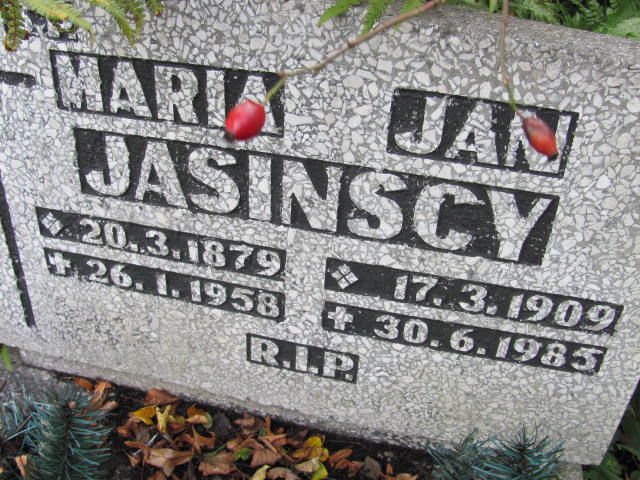 MARIA JAN
JASINSCY
20.3.1879 17.3.1909
26.1.1958 30.6.1985
R.I.P.